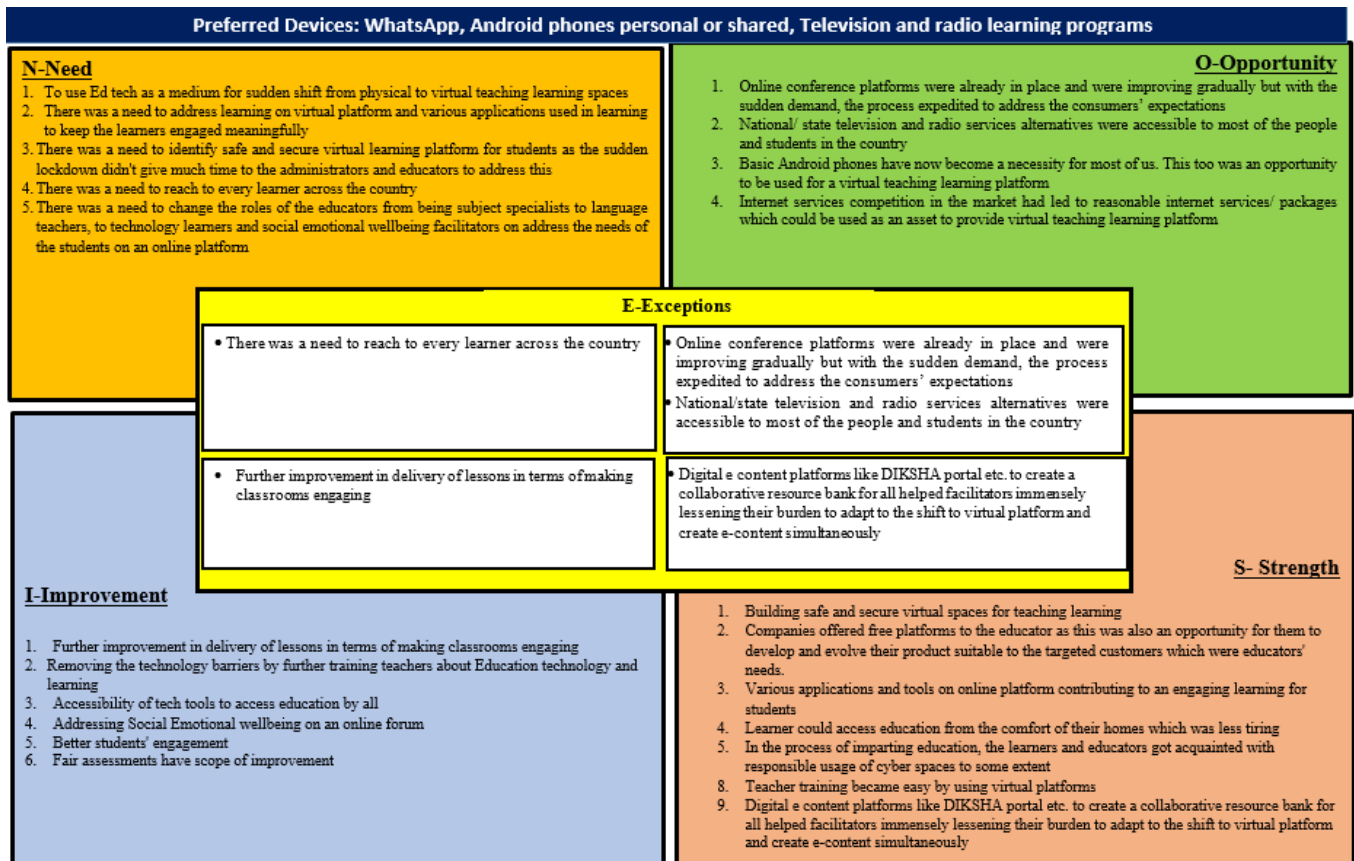 Preferred Devices: WhatsApp, Android phones personal or shared, Television and radio learning programs
N-Need
1. To use Ed tech as a medium for sudden shift from physical to virtual teaching learning spaces
2. There was a need to address learning on virtual platform and various applications used in learning
to keep the learners engaged meaningfully
3. There was a need to identify safe and secure virtual learning platform for students as the sudden
lockdown didn't give much time to the administrators and educators to address this
4. There was a need to reach to every learner across the country
5. There was a need to change the roles of the educators from being subject specialists to language
teachers, to technology learners and social emotional wellbeing facilitators on address the needs of
the students on an online platform
O-Opportunity
1. Online conference platforms were already in place and were improving gradually but with the
sudden demand, the process expedited to address the consumers' expectations
2. National/ state television and radio services alternatives were accessible to most of the people
and students in the country
3. Basic Android phones have now become a necessity for most of us. This too was an opportunity
to be used for a virtual teaching learning platform
4. Internet services competition in the market had led to reasonable internet services/ packages
which could be used as an asset to provide virtual teaching learning platform
E-Exceptions
• There was a need to reach to every learner across the country
• Online conference platforms were already in place and were
improving gradually but with the sudden demand, the process
expedited to address the consumers' expectations
• National/state television and radio services alternatives were
accessible to most of the people and students in the country
• Further improvement in delivery of lessons in terms of making
classrooms engaging
• Digital e content platforms like DIKSHA portal etc. to create a
collaborative resource bank for all helped facilitators immensely
lessening their burden to adapt to the shift to virtual platform and
create e-content simultaneously
I-Improvement
1. Further improvement in delivery of lessons in terms of making classrooms engaging
2. Removing the technology barriers by further training teachers about Education technology and
learning
3. Accessibility of tech tools to access education by all
4. Addressing Social Emotional wellbeing on an online forum
5. Better students' engagement
6. Fair assessments have scope of improvement
S- Strength
1. Building safe and secure virtual spaces for teaching learning
2. Companies offered free platforms to the educator as this was also an opportunity for them to
develop and evolve their product suitable to the targeted customers which were educators'
needs.
3. Various applications and tools on online platform contributing to an engaging learning for
students
4. Learner could access education from the comfort of their homes which was less tiring
5. In the process of imparting education, the learners and educators got acquainted with
responsible usage of cyber spaces to some extent
8. Teacher training became easy by using virtual platforms
9. Digital e content platforms like DIKSHA portal etc. to create a collaborative resource bank for
all helped facilitators immensely lessening their burden to adapt to the shift to virtual platform
and create e-content simultaneously